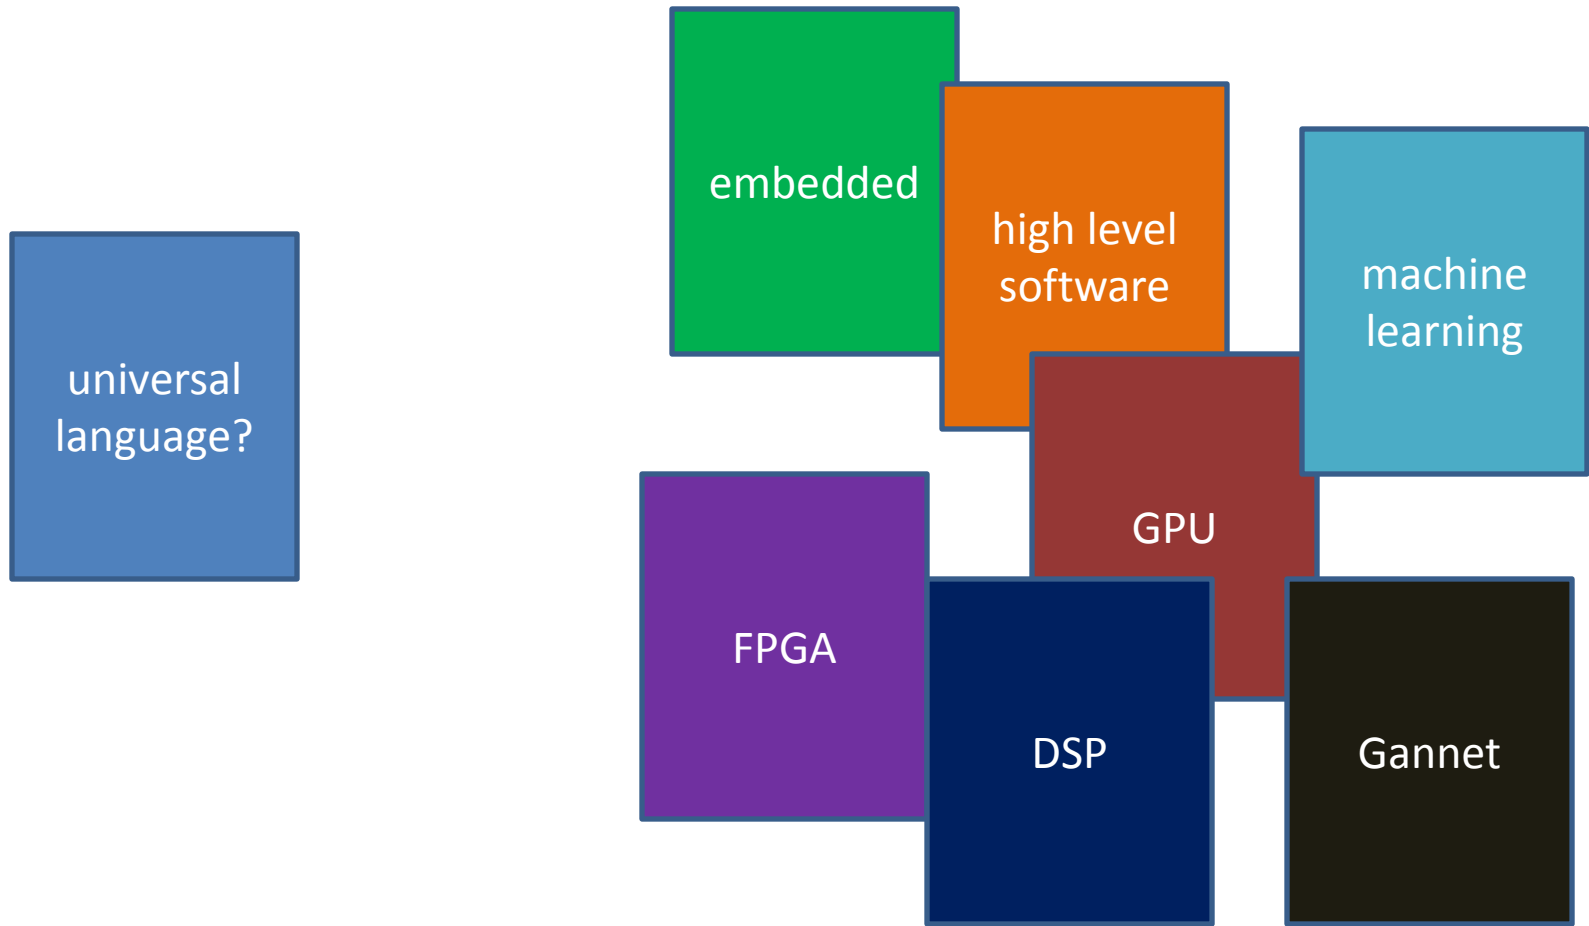 embedded
high level
software
machine
learning
universal
language?
GPU
FPGA
DSP
Gannet